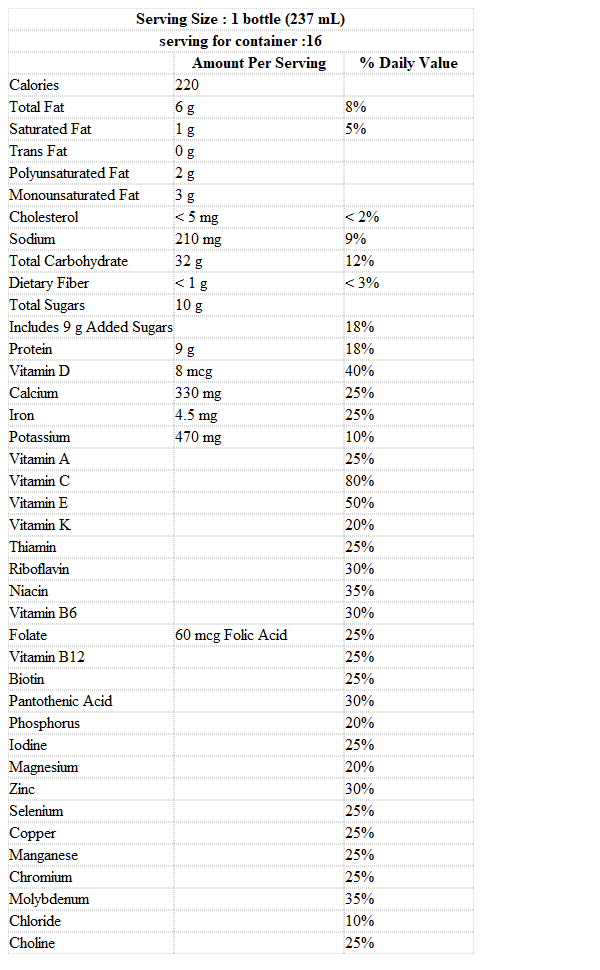 Serving Size : 1 bottle (237 mL)
serving for container :16
Amount Per Serving % Daily Value
Calories 220
Total Fat 6 g 8%
Saturated Fat 1 g 5%
Trans Fat 0 g
Polyunsaturated Fat 2 g
Monounsaturated Fat 3 g
Cholesterol < 5 mg < 2%
Sodium 210 mg 9%
Total Carbohydrate 32 g 12%
Dietary Fiber < 1 g < 3%
Total Sugars 10 g
Includes 9 g Added Sugars 18%
Protein 9 g 18%
Vitamin D 8 mcg 40%
Calcium 330 mg 25%
Iron 4.5 mg 25%
Potassium 470 mg 10%
Vitamin A 25%
Vitamin C 80%
Vitamin E 50%
Vitamin K 20%
Thiamin 25%
Riboflavin 30%
Niacin 35%
Vitamin B6 30%
Folate 60 mcg Folic Acid 25%
Vitamin B12 25%
Biotin 25%
Pantothenic Acid 30%
Phosphorus 20%
Iodine 25%
Magnesium 20%
Zinc 30%
Selenium 25%
Copper 25%
Manganese 25%
Chromium 25%
Molybdenum 35%
Chloride 10%
Choline 25%